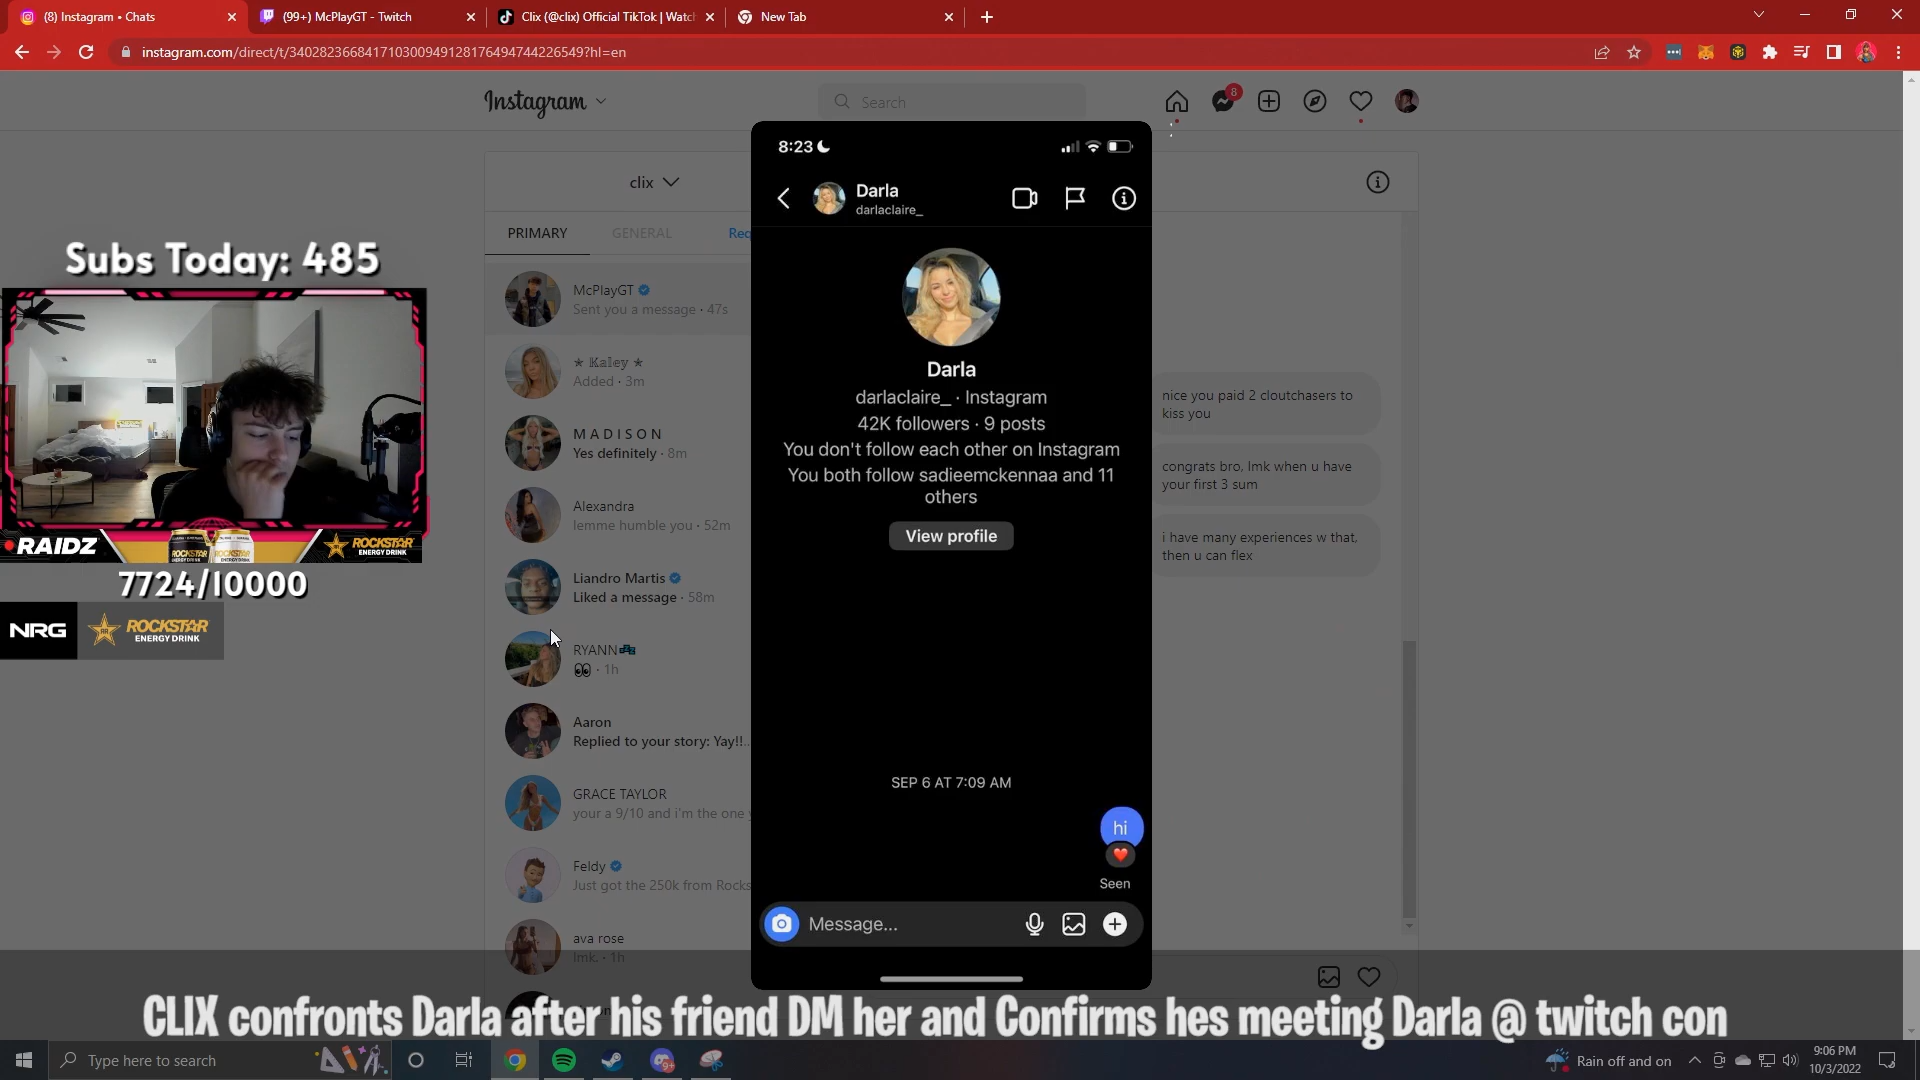 (8) Instagram • Chats
(99+) McPlayGT - Twitch
Clix (@clix) Official TikTok | Watch
New Tab
instagram.com/direct/t/340282366841710300949128176494744226549?hl=en
Instagram
Search
8
clix
PRIMARY
GENERAL
Req
McPlayGT
Sent you a message · 47s
★ 𝕂𝕒𝕝𝕖𝕪 ★
Added · 3m
M A D I S O N
Yes definitely · 8m
Alexandra
lemme humble you · 52m
Liandro Martis
Liked a message · 58m
RYANN
👀 · 1h
Aaron
Replied to your story: Yay!!...
GRACE TAYLOR
your a 9/10 and i'm the one
Feldy
Just got the 250k from Rocks
ava rose
lmk. · 1h
8:23
Darla
darlaclaire_
Darla
darlaclaire_ · Instagram
42K followers · 9 posts
You don't follow each other on Instagram
You both follow sadieemckennaa and 11
others
View profile
SEP 6 AT 7:09 AM
hi
❤️
Seen
Message...
nice you paid 2 cloutchasers to
kiss you
congrats bro, lmk when u have
your first 3 sum
i have many experiences w that,
then u can flex
Subs Today: 485
RAIDZ
ROCKSTAR
ROCKSTAR
ROCKSTAR
ENERGY DRINK
7724/10000
NRG
ROCKSTAR
ENERGY DRINK
CLIX confronts Darla after his friend DM her and Confirms hes meeting Darla @ twitch con
Type here to search
9+
Rain off and on
9:06 PM
10/3/2022